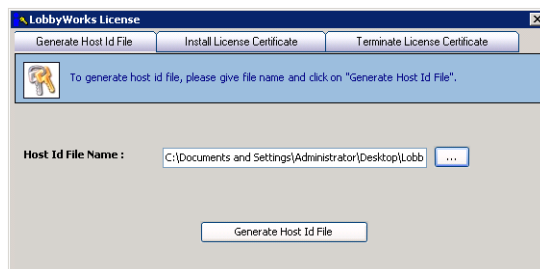 LobbyWorks License
Generate Host Id File
Install License Certificate
Terminate License Certificate
To generate host id file, please give file name and click on "Generate Host Id File".
Host Id File Name :
C:\Documents and Settings\Administrator\Desktop\Lobb
...
Generate Host Id File